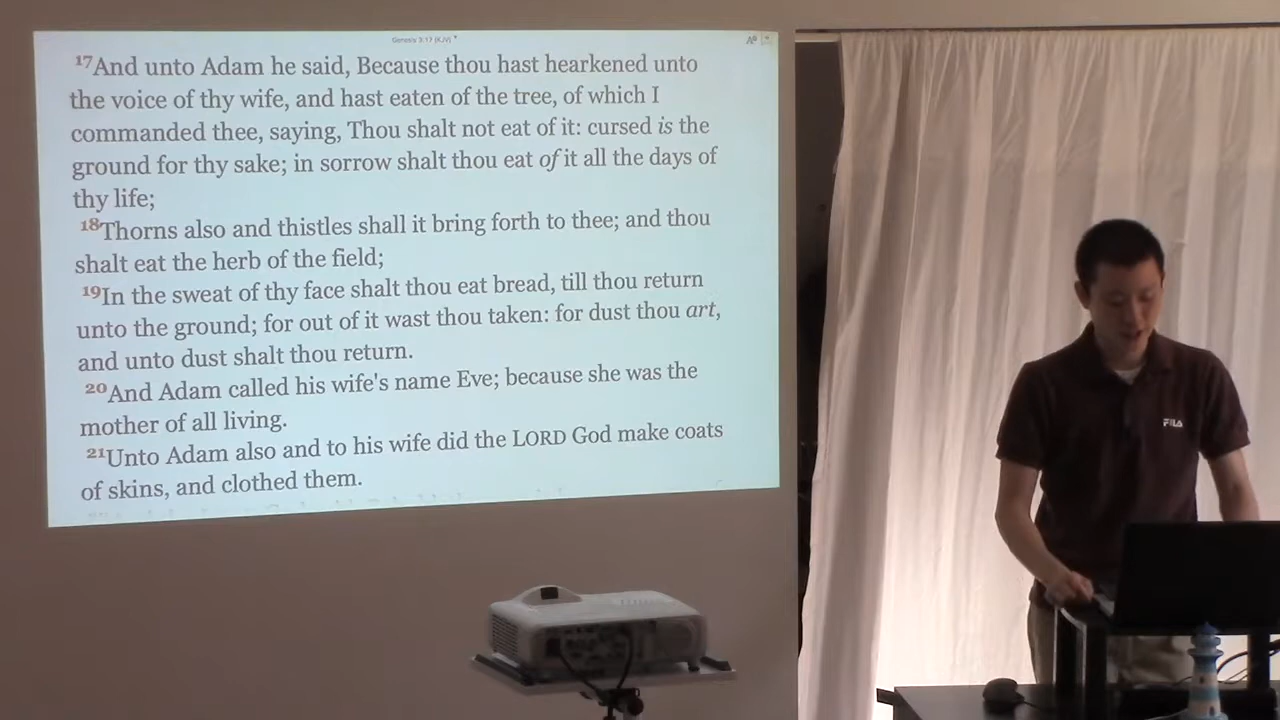 Genesis 3:17 (KJV)
17And unto Adam he said, Because thou hast hearkened unto
the voice of thy wife, and hast eaten of the tree, of which I
commanded thee, saying, Thou shalt not eat of it: cursed is the
ground for thy sake; in sorrow shalt thou eat of it all the days of
thy life;
18Thorns also and thistles shall it bring forth to thee; and thou
shalt eat the herb of the field;
19In the sweat of thy face shalt thou eat bread, till thou return
unto the ground; for out of it wast thou taken: for dust thou art,
and unto dust shalt thou return.
20And Adam called his wife's name Eve; because she was the
mother of all living.
21Unto Adam also and to his wife did the LORD God make coats
of skins, and clothed them.
FILA